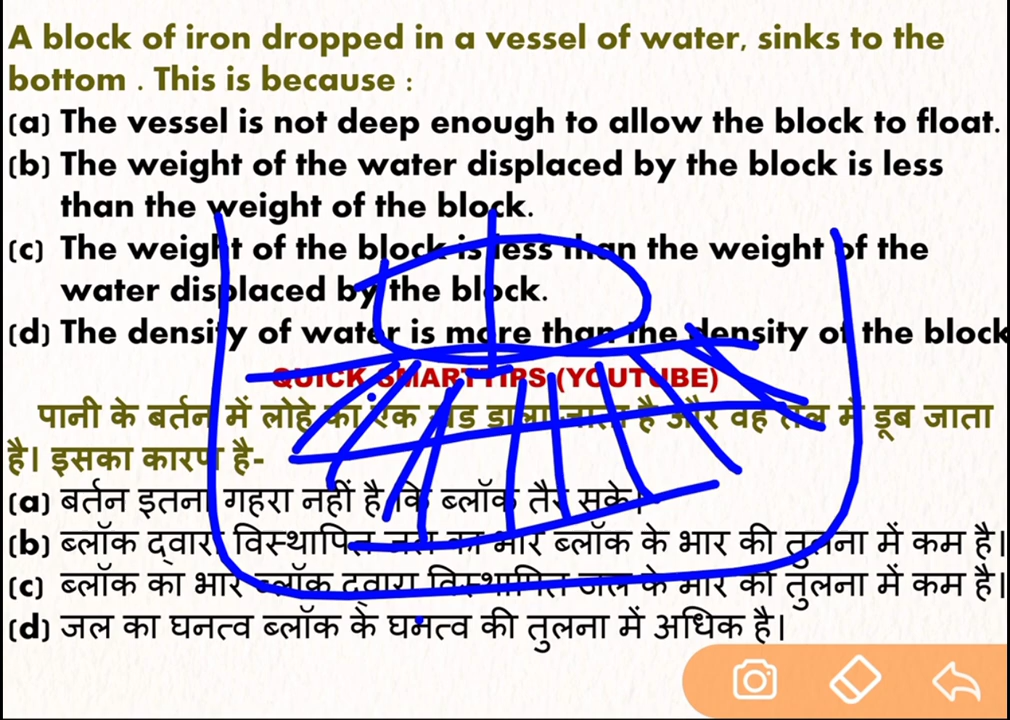 A block of iron dropped in a vessel of water, sinks to the
bottom . This is because :
(a) The vessel is not deep enough to allow the block to float.
(b) The weight of the water displaced by the block is less
than the weight of the block.
(c) The weight of the block is less than the weight of the
water displaced by the block.
(d) The density of water is more than the density of the block
QUICK SMART TIPS (YOUTUBE)
पानी के बर्तन में लोहे का एक खंड डाला जाता है और वह तल में डूब जाता
है। इसका कारण है-
(a) बर्तन इतना गहरा नहीं है कि ब्लॉक तैर सके।
(b) ब्लॉक द्वारा विस्थापित जल का भार ब्लॉक के भार की तुलना में कम है।
(c) ब्लॉक का भार ब्लॉक द्वारा विस्थापित जल के भार की तुलना में कम है।
(d) जल का घनत्व ब्लॉक के घनत्व की तुलना में अधिक है।